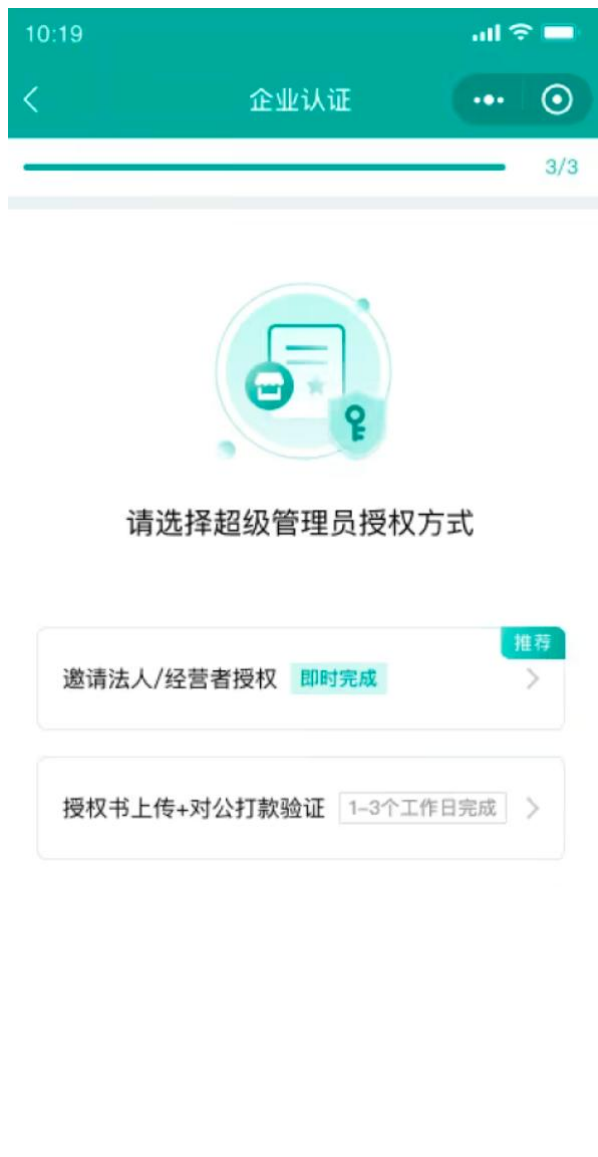 10:19
企业认证
3/3
请选择超级管理员授权方式
推荐
邀请法人/经营者授权 即时完成
授权书上传+对公打款验证 1-3个工作日完成